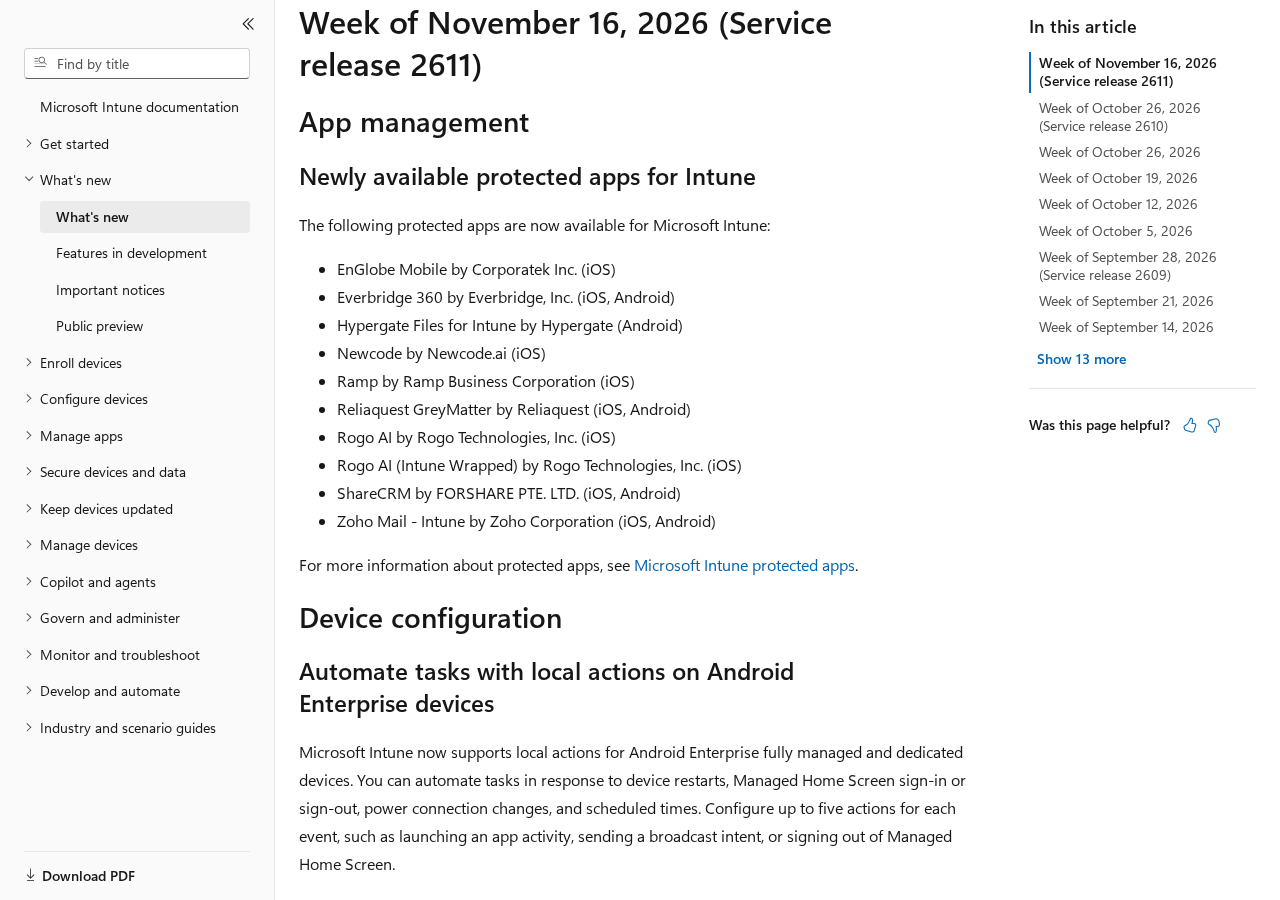 Find by title
Microsoft Intune documentation
Get started
What's new
What's new
Features in development
Important notices
Public preview
Enroll devices
Configure devices
Manage apps
Secure devices and data
Keep devices updated
Manage devices
Copilot and agents
Govern and administer
Monitor and troubleshoot
Develop and automate
Industry and scenario guides
Download PDF
Week of November 16, 2026 (Service
release 2611)
App management
Newly available protected apps for Intune
The following protected apps are now available for Microsoft Intune:
• EnGlobe Mobile by Corporatek Inc. (iOS)
• Everbridge 360 by Everbridge, Inc. (iOS, Android)
• Hypergate Files for Intune by Hypergate (Android)
• Newcode by Newcode.ai (iOS)
• Ramp by Ramp Business Corporation (iOS)
• Reliaquest GreyMatter by Reliaquest (iOS, Android)
• Rogo AI by Rogo Technologies, Inc. (iOS)
• Rogo AI (Intune Wrapped) by Rogo Technologies, Inc. (iOS)
• ShareCRM by FORSHARE PTE. LTD. (iOS, Android)
• Zoho Mail - Intune by Zoho Corporation (iOS, Android)
For more information about protected apps, see Microsoft Intune protected apps.
Device configuration
Automate tasks with local actions on Android
Enterprise devices
Microsoft Intune now supports local actions for Android Enterprise fully managed and dedicated
devices. You can automate tasks in response to device restarts, Managed Home Screen sign-in or
sign-out, power connection changes, and scheduled times. Configure up to five actions for each
event, such as launching an app activity, sending a broadcast intent, or signing out of Managed
Home Screen.
In this article
Week of November 16, 2026
(Service release 2611)
Week of October 26, 2026
(Service release 2610)
Week of October 26, 2026
Week of October 19, 2026
Week of October 12, 2026
Week of October 5, 2026
Week of September 28, 2026
(Service release 2609)
Week of September 21, 2026
Week of September 14, 2026
Show 13 more
Was this page helpful?